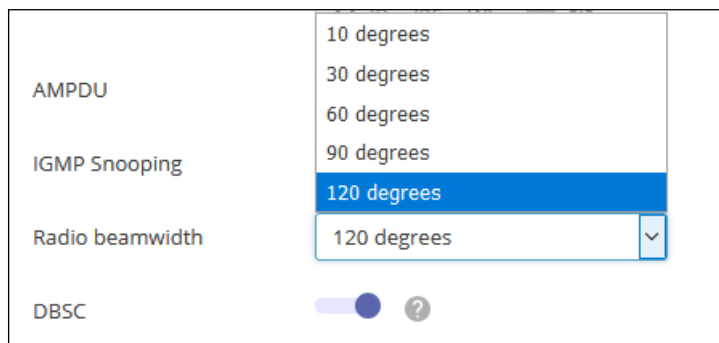 10 degrees
30 degrees
AMPDU
60 degrees
90 degrees
IGMP Snooping
120 degrees
Radio beamwidth 120 degrees
DBSC ?